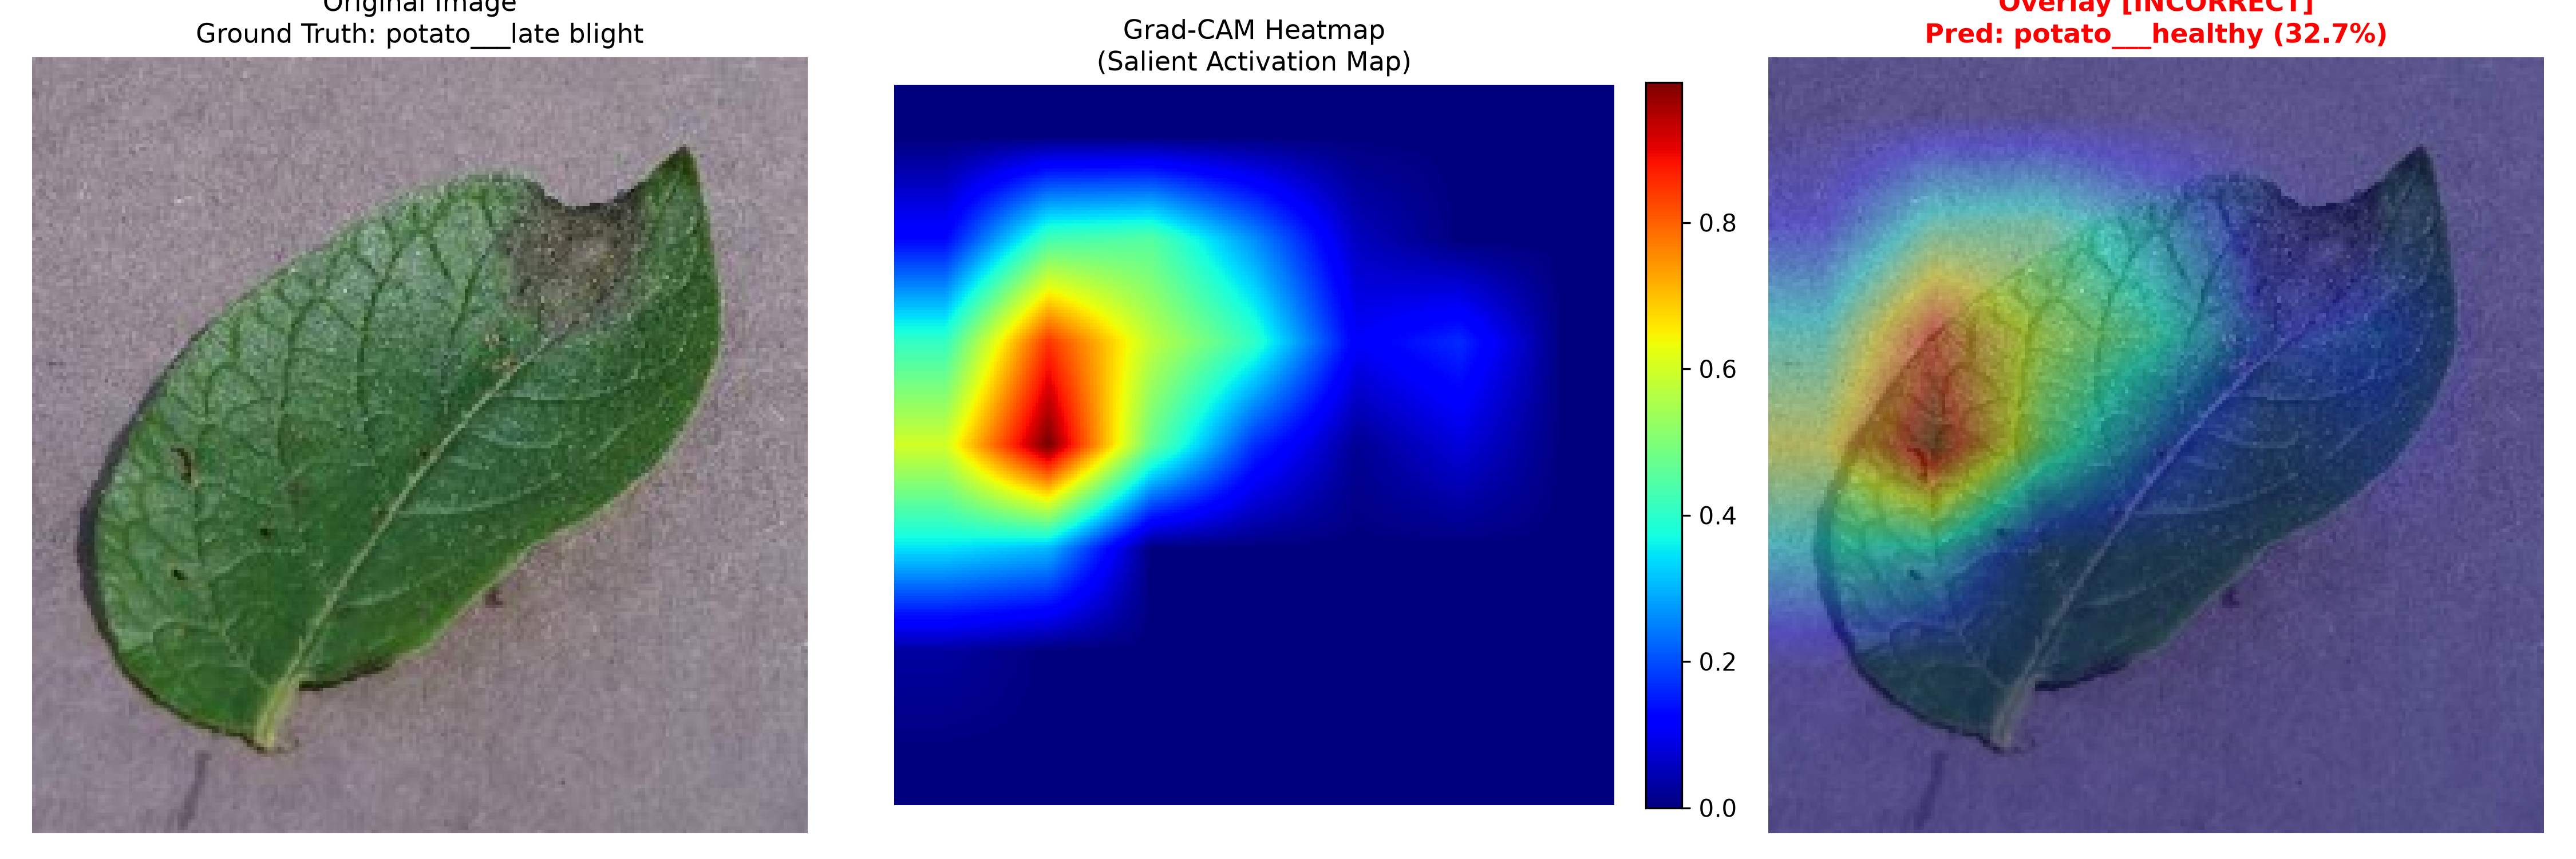 Original Image
Ground Truth: potato___late blight
Grad-CAM Heatmap
(Salient Activation Map)
0.8
0.6
0.4
0.2
0.0
Overlay [INCORRECT]
Pred: potato___healthy (32.7%)